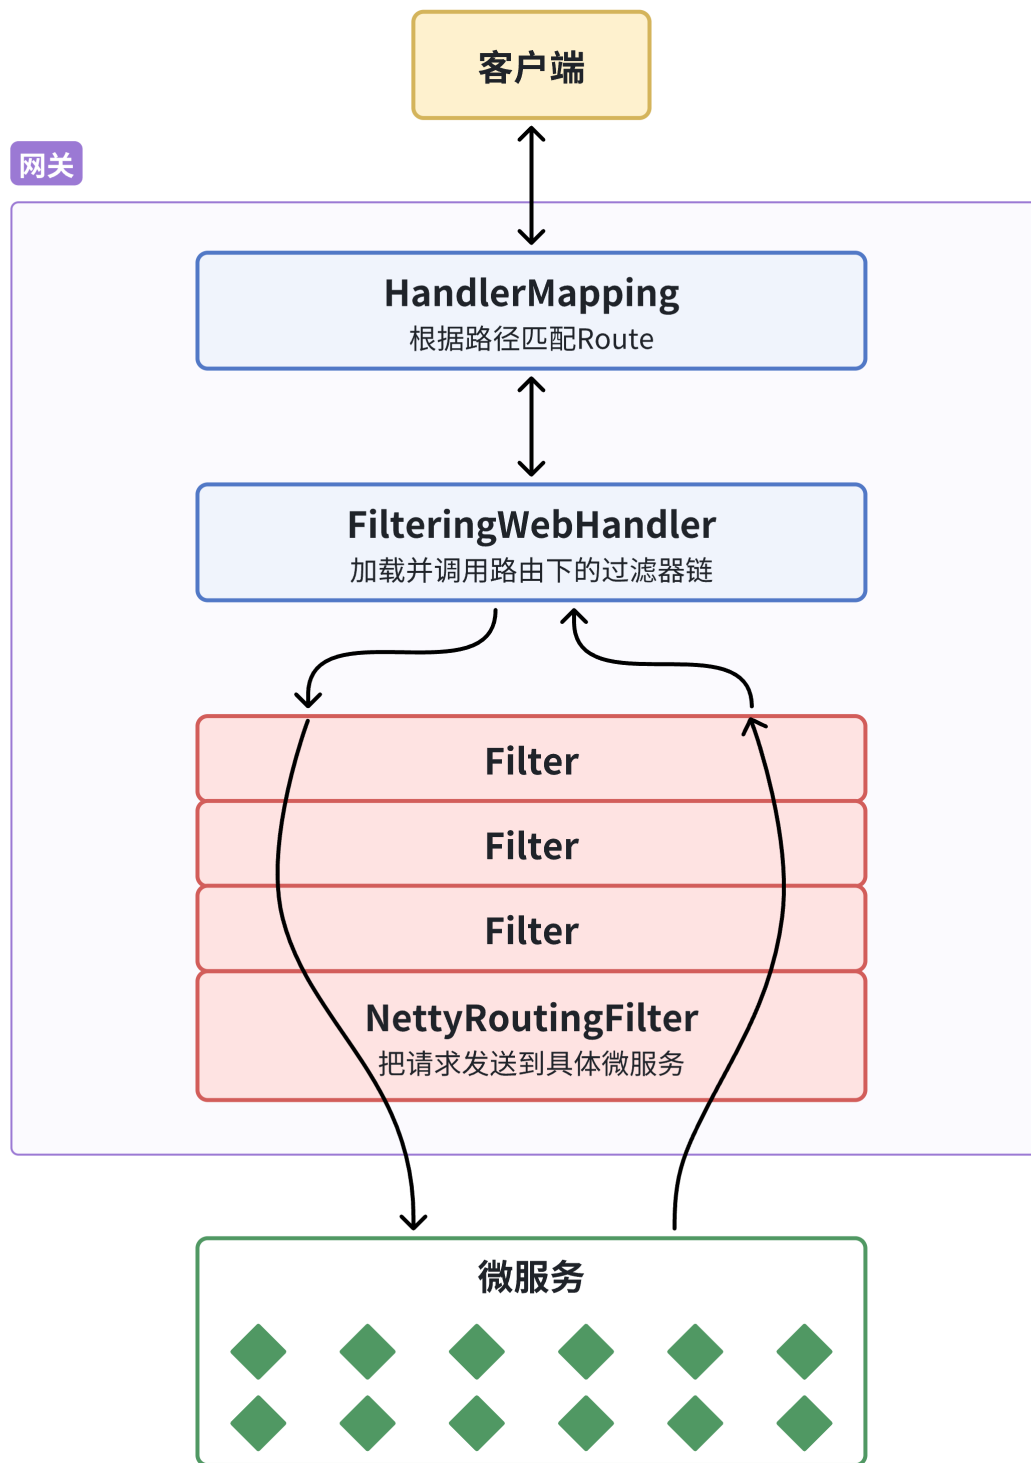 客户端
网关
HandlerMapping
根据路径匹配Route
FilteringWebHandler
加载并调用路由下的过滤器链
Filter
Filter
Filter
NettyRoutingFilter
把请求发送到具体微服务
微服务